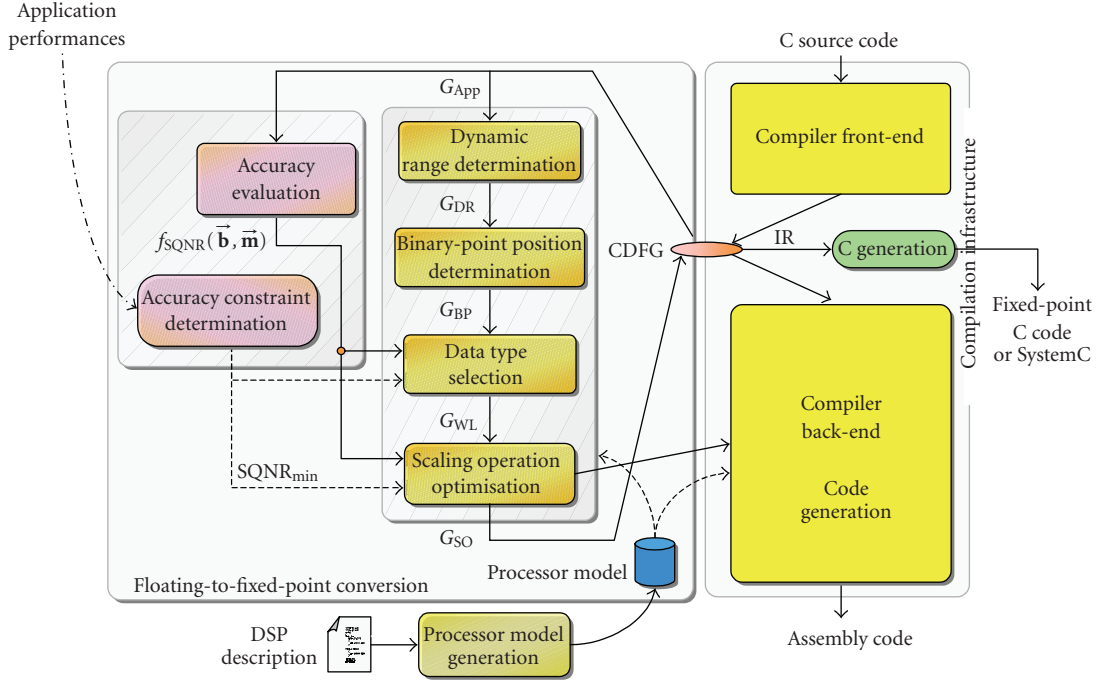 Application
performances
C source code
G_App
Dynamic
range determination
Accuracy
evaluation
Compiler front-end
G_DR
f_SQNR(b⃗, m⃗)
Binary-point position
determination
CDFG
IR
C generation
Compilation infrastructure
Accuracy constraint
determination
G_BP
Fixed-point
C code
or SystemC
Data type
selection
G_WL
Compiler
back-end
Scaling operation
optimisation
SQNR_min
Code
generation
G_SO
Processor model
Floating-to-fixed-point conversion
DSP
description
Processor model
generation
Assembly code